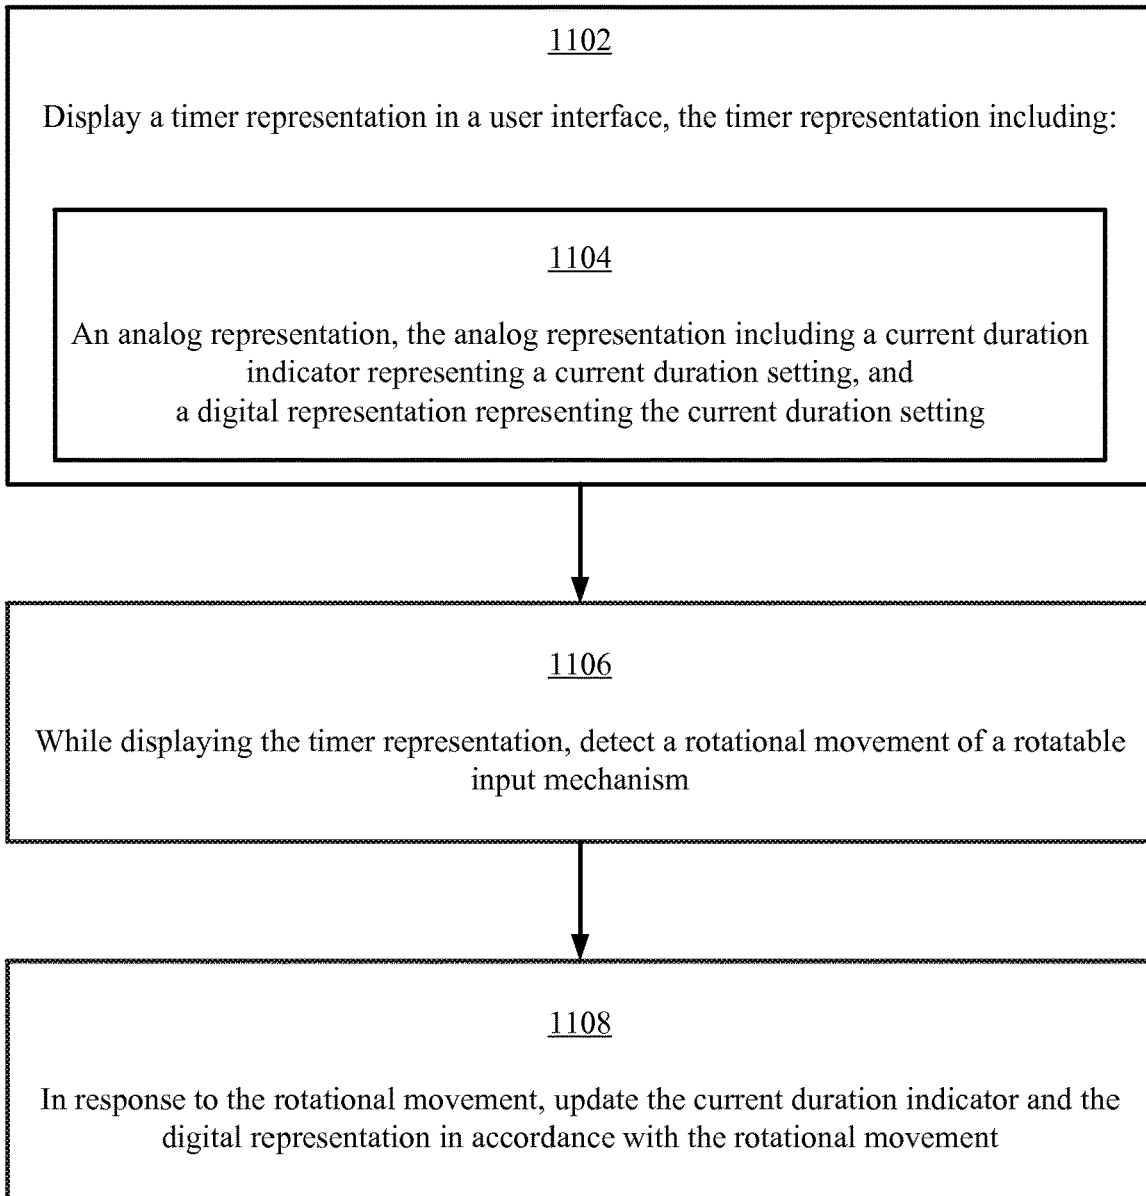 1102
Display a timer representation in a user interface, the timer representation including:
1104
An analog representation, the analog representation including a current duration
indicator representing a current duration setting, and
a digital representation representing the current duration setting
1106
While displaying the timer representation, detect a rotational movement of a rotatable
input mechanism
1108
In response to the rotational movement, update the current duration indicator and the
digital representation in accordance with the rotational movement